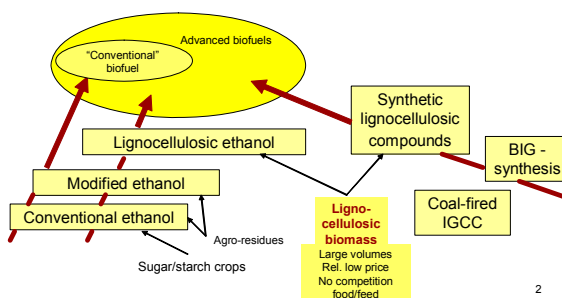 Advanced biofuels
“Conventional”
biofuel
Synthetic
lignocellulosic
compounds
Lignocellulosic ethanol
BIG -
synthesis
Modified ethanol
Coal-fired
IGCC
Conventional ethanol
Agro-residues
Sugar/starch crops
Ligno-
cellulosic
biomass
Large volumes
Rel. low price
No competition
food/feed
2